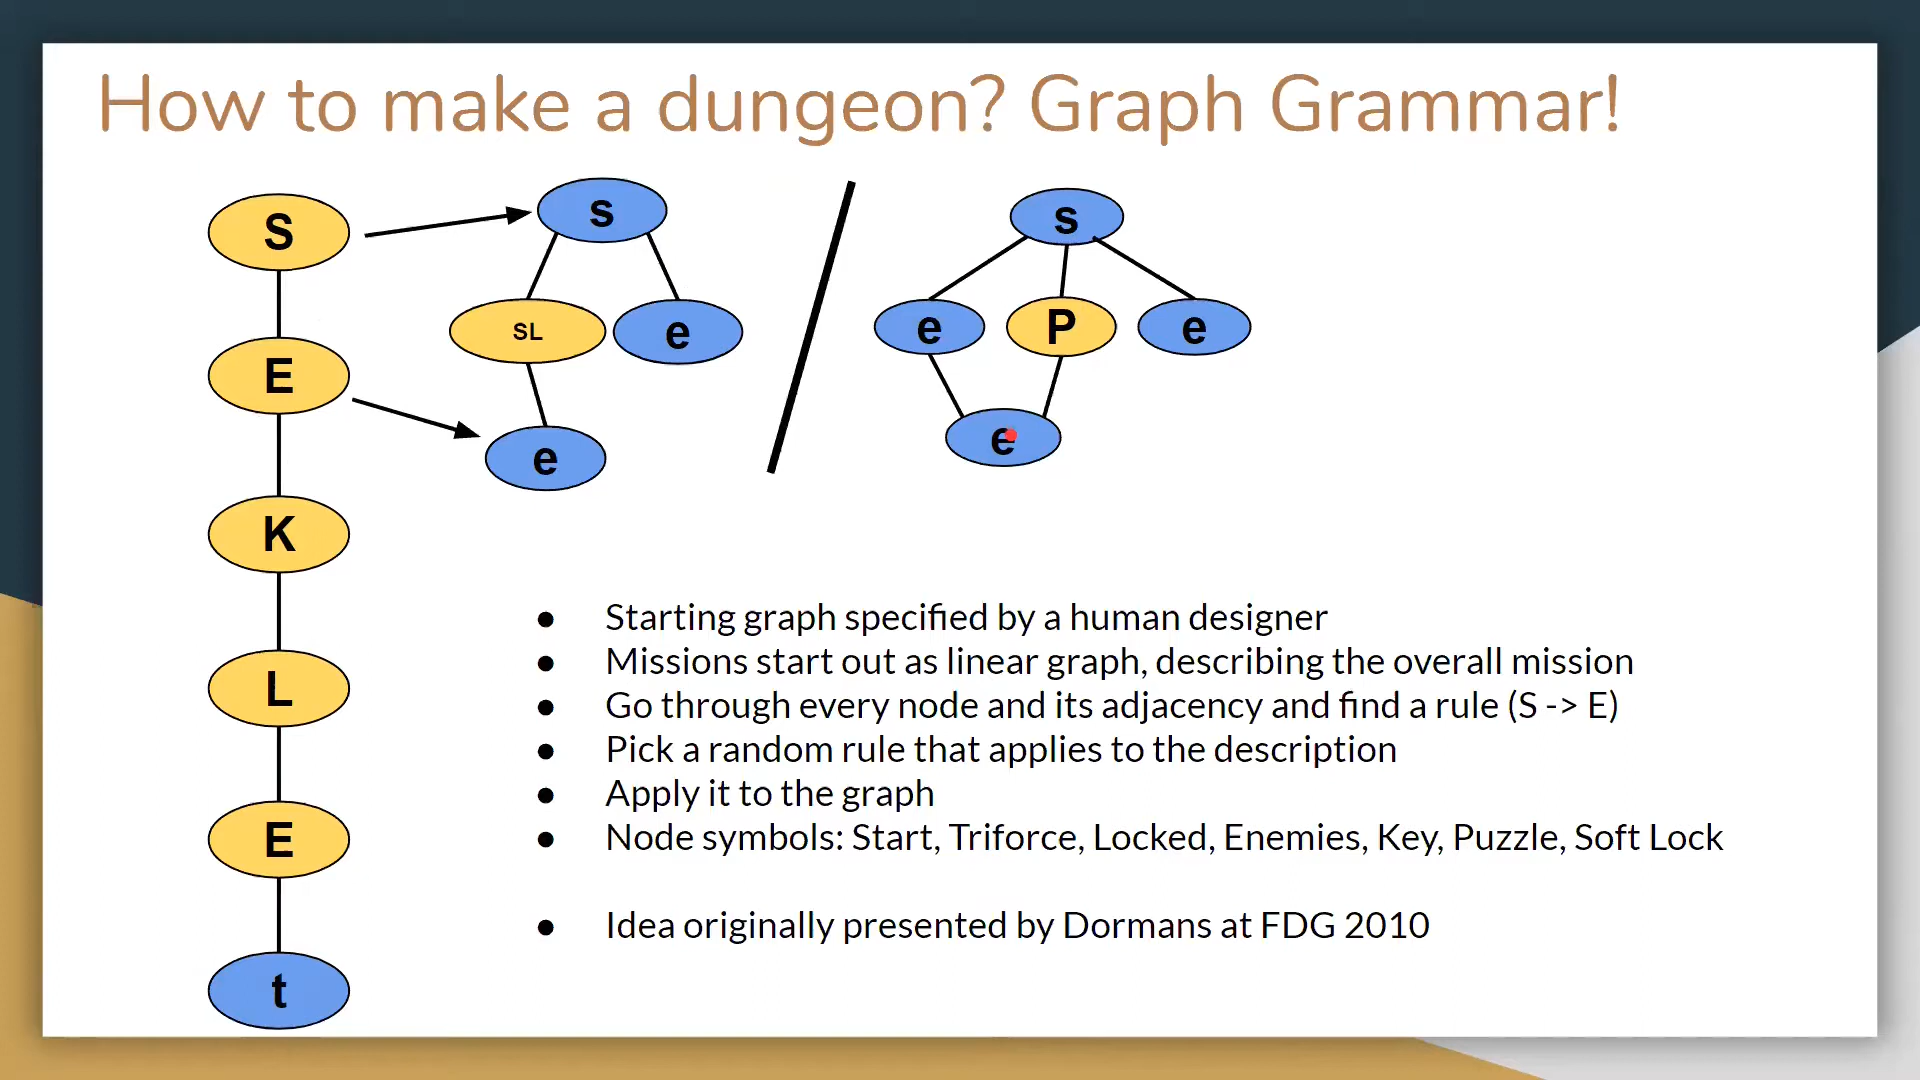 How to make a dungeon? Graph Grammar!
S
E
K
L
E
t
s
SL
e
e
s
e
P
e
e
● Starting graph specified by a human designer
● Missions start out as linear graph, describing the overall mission
● Go through every node and its adjacency and find a rule (S -> E)
● Pick a random rule that applies to the description
● Apply it to the graph
● Node symbols: Start, Triforce, Locked, Enemies, Key, Puzzle, Soft Lock
● Idea originally presented by Dormans at FDG 2010